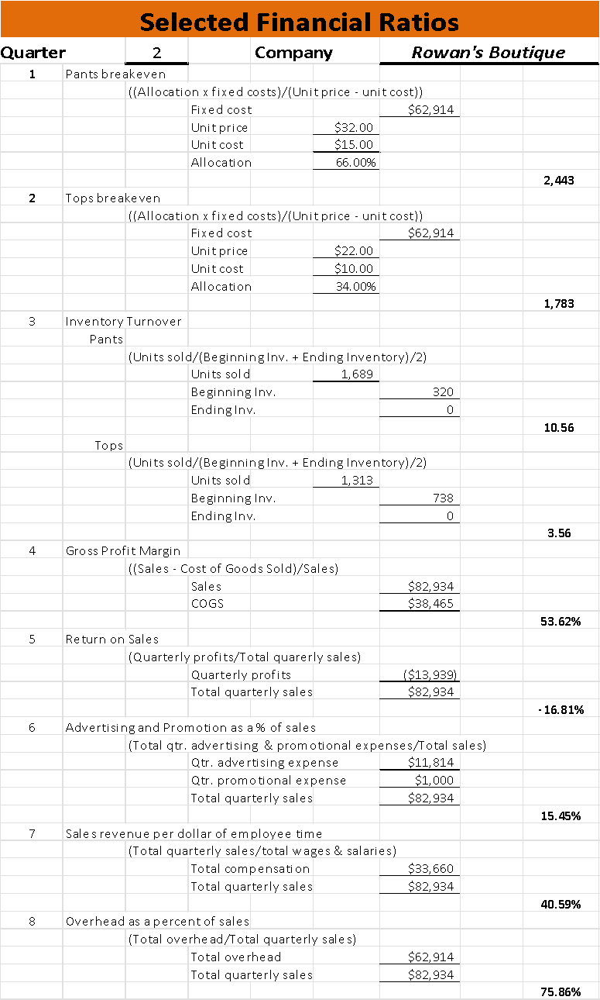 Selected Financial Ratios
Quarter 2 Company Rowan's Boutique
1 Pants breakeven
((Allocation x fixed costs)/(Unit price - unit cost))
Fixed cost $62,914
Unit price $32.00
Unit cost $15.00
Allocation 66.00%
2,443
2 Tops breakeven
((Allocation x fixed costs)/(Unit price - unit cost))
Fixed cost $62,914
Unit price $22.00
Unit cost $10.00
Allocation 34.00%
1,783
3 Inventory Turnover
Pants
(Units sold/(Beginning Inv. + Ending Inventory)/2)
Units sold 1,689
Beginning Inv. 320
Ending Inv. 0
10.56
Tops
(Units sold/(Beginning Inv. + Ending Inventory)/2)
Units sold 1,313
Beginning Inv. 738
Ending Inv. 0
3.56
4 Gross Profit Margin
((Sales - Cost of Goods Sold)/Sales)
Sales $82,934
COGS $38,465
53.62%
5 Return on Sales
(Quarterly profits/Total quarerly sales)
Quarterly profits ($13,939)
Total quarterly sales $82,934
-16.81%
6 Advertising and Promotion as a % of sales
(Total qtr. advertising & promotional expenses/Total sales)
Qtr. advertising expense $11,814
Qtr. promotional expense $1,000
Total quarterly sales $82,934
15.45%
7 Sales revenue per dollar of employee time
(Total quarterly sales/total wages & salaries)
Total compensation $33,660
Total quarterly sales $82,934
40.59%
8 Overhead as a percent of sales
(Total overhead/Total quarterly sales)
Total overhead $62,914
Total quarterly sales $82,934
75.86%